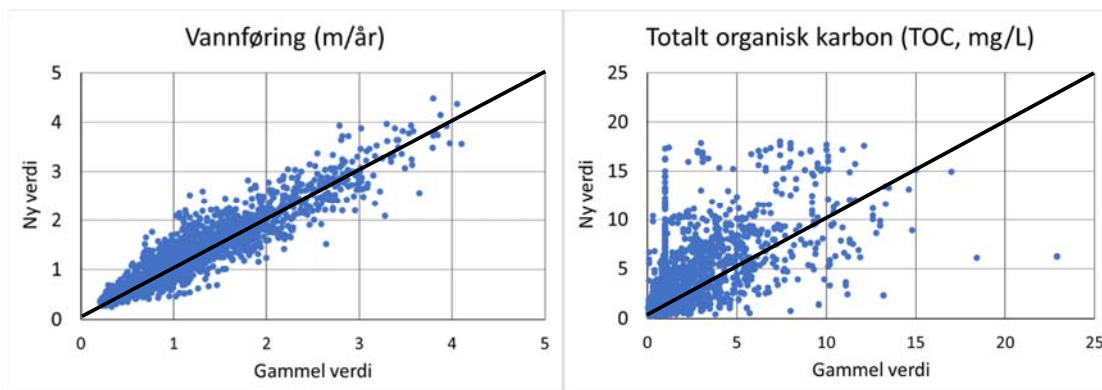 Vannføring (m/år)
Ny verdi
5
4
3
2
1
0
0 1 2 3 4 5
Gammel verdi
Totalt organisk karbon (TOC, mg/L)
Ny verdi
25
20
15
10
5
0
0 5 10 15 20 25
Gammel verdi